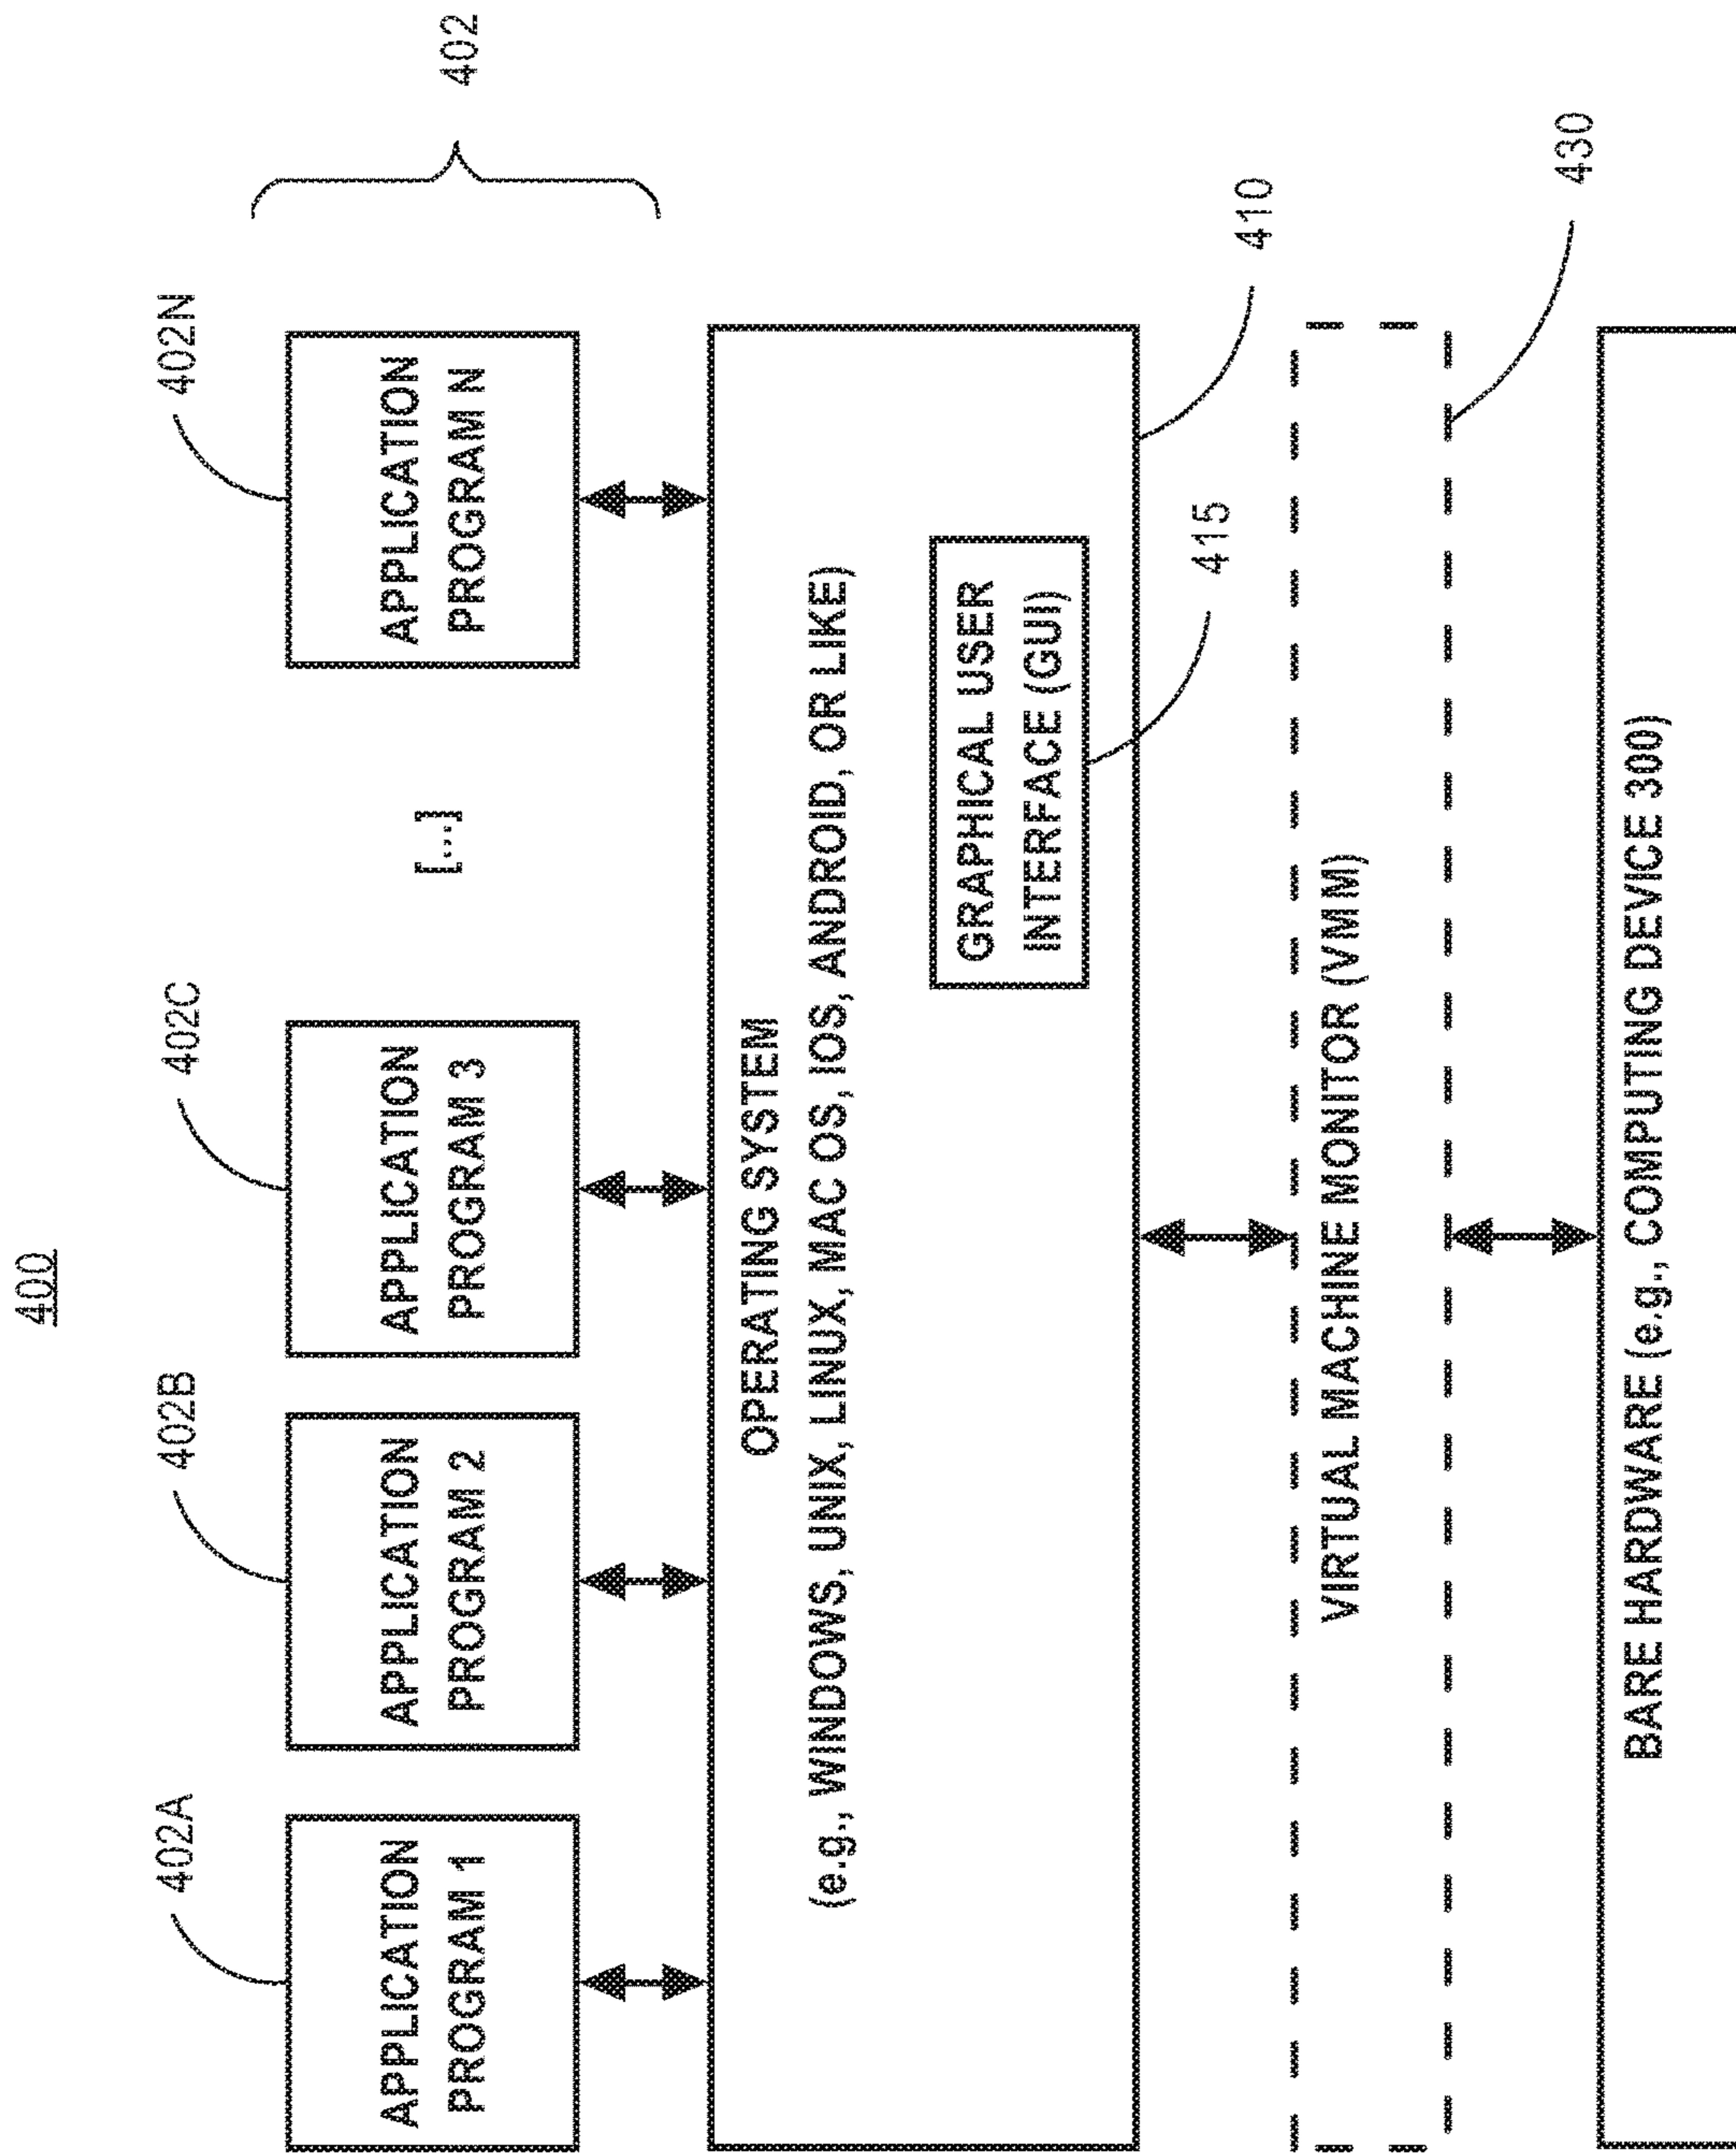 400
402A
402B
402C
402N
402
APPLICATION
PROGRAM 1
APPLICATION
PROGRAM 2
APPLICATION
PROGRAM 3
[...]
APPLICATION
PROGRAM N
OPERATING SYSTEM
(e.g., WINDOWS, UNIX, LINUX, MAC OS, IOS, ANDROID, OR LIKE)
GRAPHICAL USER
INTERFACE (GUI)
410
415
VIRTUAL MACHINE MONITOR (VMM)
430
BARE HARDWARE (e.g., COMPUTING DEVICE 300)